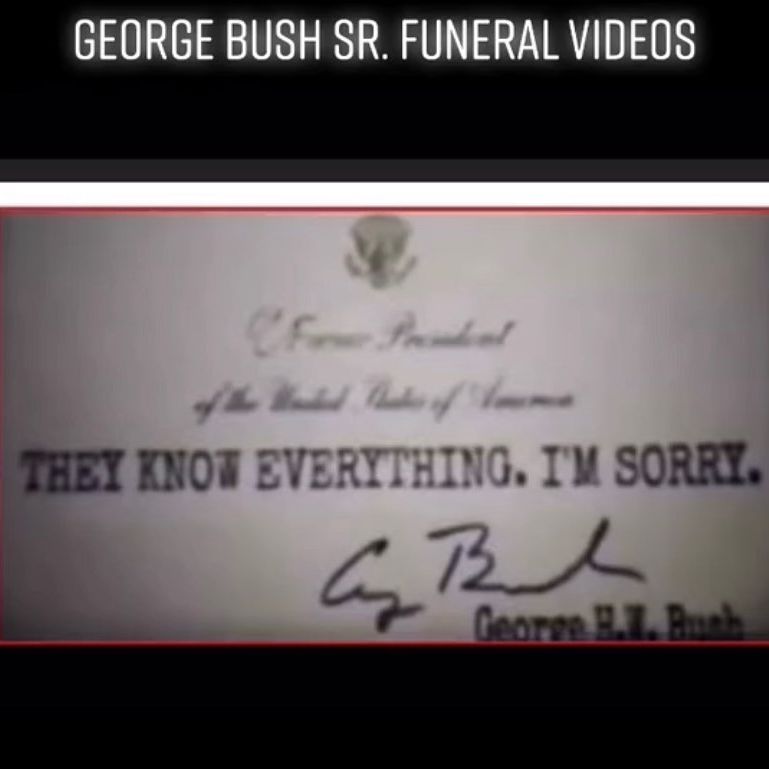 GEORGE BUSH SR. FUNERAL VIDEOS
Former President
of the United States of America
THEY KNOW EVERYTHING. I'M SORRY.
George H.W. Bush